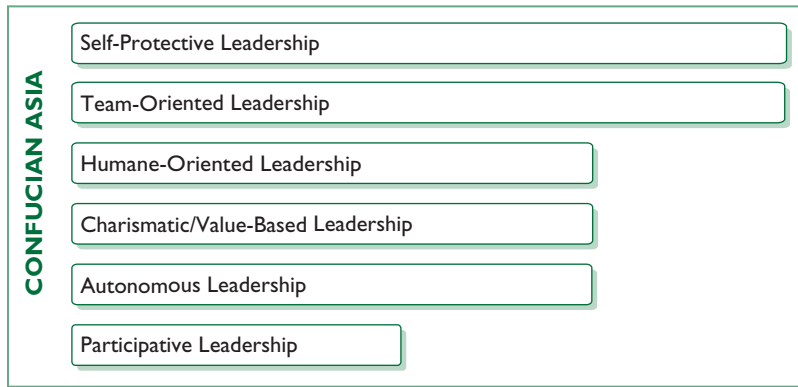 CONFUCIAN ASIA
Self-Protective Leadership
Team-Oriented Leadership
Humane-Oriented Leadership
Charismatic/Value-Based Leadership
Autonomous Leadership
Participative Leadership